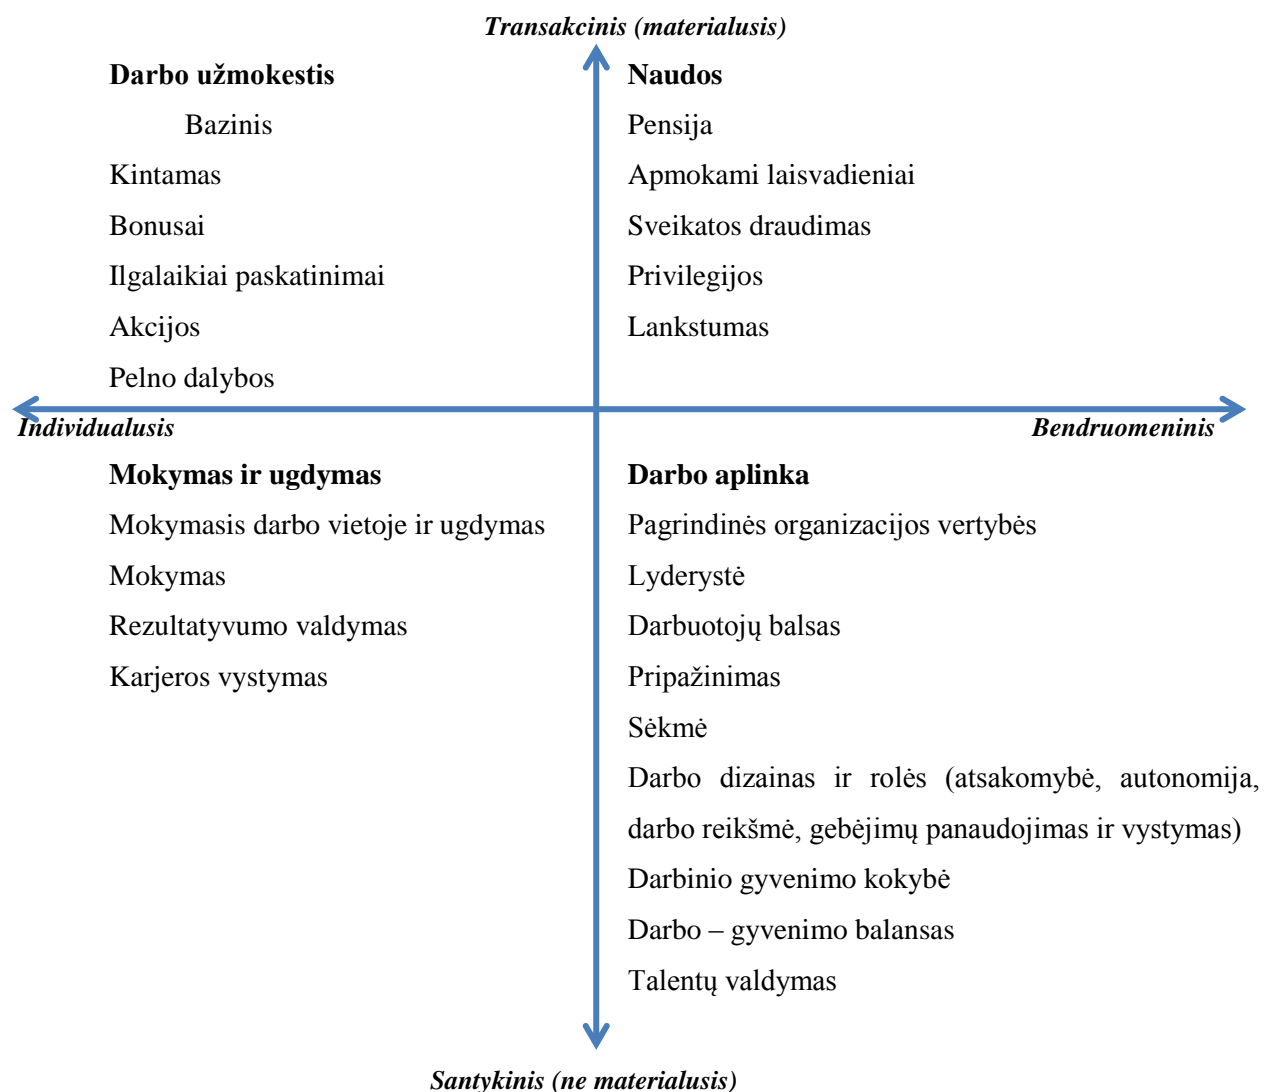 Transakcinis (materialusis)
Darbo užmokestis
Bazinis
Kintamas
Bonusai
Ilgalaikiai paskatinimai
Akcijos
Pelno dalybos
Naudos
Pensija
Apmokami laisvadieniai
Sveikatos draudimas
Privilegijos
Lankstumas
Individualusis
Bendruomeninis
Mokymas ir ugdymas
Mokymasis darbo vietoje ir ugdymas
Mokymas
Rezultatyvumo valdymas
Karjeros vystymas
Darbo aplinka
Pagrindinės organizacijos vertybės
Lyderystė
Darbuotojų balsas
Pripažinimas
Sėkmė
Darbo dizainas ir rolės (atsakomybė, autonomija,
darbo reikšmė, gebėjimų panaudojimas ir vystymas)
Darbinio gyvenimo kokybė
Darbo – gyvenimo balansas
Talentų valdymas
Santykinis (ne materialusis)